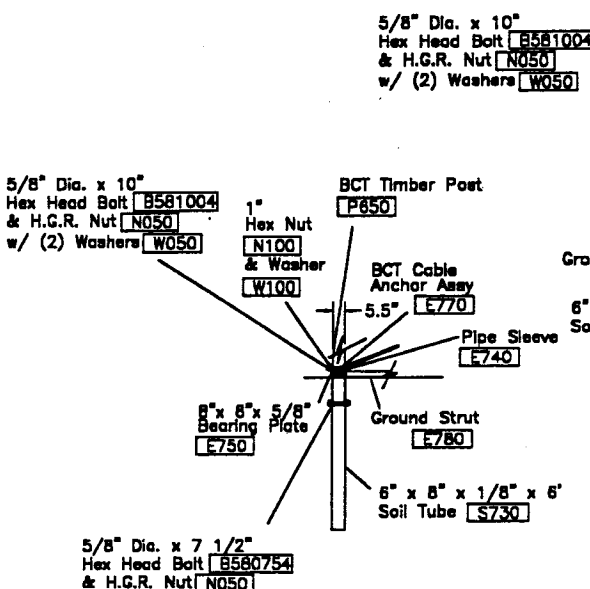 5/8" Dia. x 10"
Hex Head Bolt B581004
& H.G.R. Nut N050
w/ (2) Washers W050
5/8" Dia. x 10"
Hex Head Bolt B581004
& H.G.R. Nut N050
w/ (2) Washers W050
1"
Hex Nut
N100
& Washer
W100
BCT Timber Post
P650
BCT Cable
Anchor Assy
E770
5.5"
Pipe Sleeve
E740
Gro
6"
So
8"x 8"x 5/8"
Bearing Plate
E750
Ground Strut
E780
6" x 8" x 1/8" x 6'
Soil Tube S730
5/8" Dia. x 7 1/2"
Hex Head Bolt B580754
& H.G.R. Nut N050